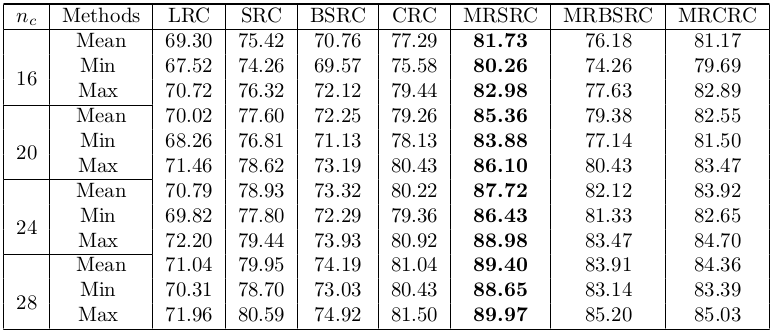 n_c Methods LRC SRC BSRC CRC MRSRC MRBSRC MRCRC
16 Mean 69.30 75.42 70.76 77.29 81.73 76.18 81.17
Min 67.52 74.26 69.57 75.58 80.26 74.26 79.69
Max 70.72 76.32 72.12 79.44 82.98 77.63 82.89
20 Mean 70.02 77.60 72.25 79.26 85.36 79.38 82.55
Min 68.26 76.81 71.13 78.13 83.88 77.14 81.50
Max 71.46 78.62 73.19 80.43 86.10 80.43 83.47
24 Mean 70.79 78.93 73.32 80.22 87.72 82.12 83.92
Min 69.82 77.80 72.29 79.36 86.43 81.33 82.65
Max 72.20 79.44 73.93 80.92 88.98 83.47 84.70
28 Mean 71.04 79.95 74.19 81.04 89.40 83.91 84.36
Min 70.31 78.70 73.03 80.43 88.65 83.14 83.39
Max 71.96 80.59 74.92 81.50 89.97 85.20 85.03